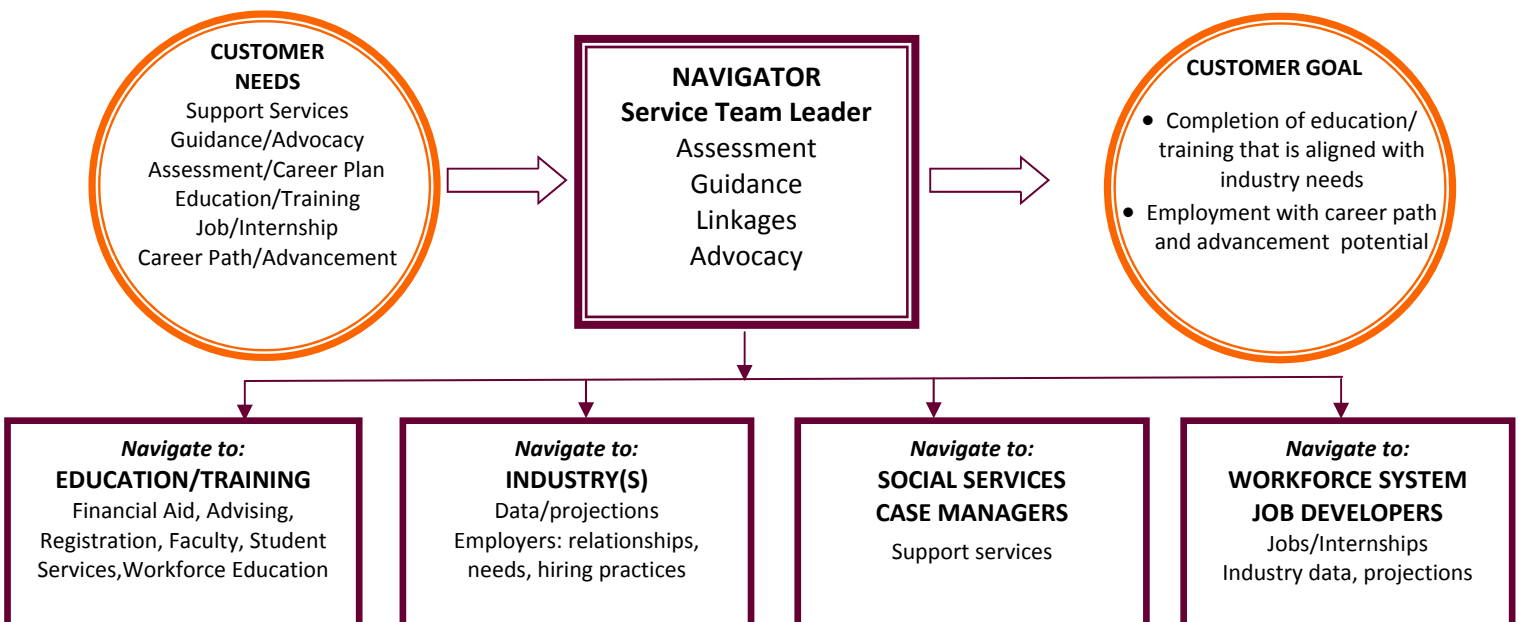 CUSTOMER
NEEDS
Support Services
Guidance/Advocacy
Assessment/Career Plan
Education/Training
Job/Internship
Career Path/Advancement
NAVIGATOR
Service Team Leader
Assessment
Guidance
Linkages
Advocacy
CUSTOMER GOAL
• Completion of education/
training that is aligned with
industry needs
• Employment with career path
and advancement potential
Navigate to:
EDUCATION/TRAINING
Financial Aid, Advising,
Registration, Faculty, Student
Services,Workforce Education
Navigate to:
INDUSTRY(S)
Data/projections
Employers: relationships,
needs, hiring practices
Navigate to:
SOCIAL SERVICES
CASE MANAGERS
Support services
Navigate to:
WORKFORCE SYSTEM
JOB DEVELOPERS
Jobs/Internships
Industry data, projections